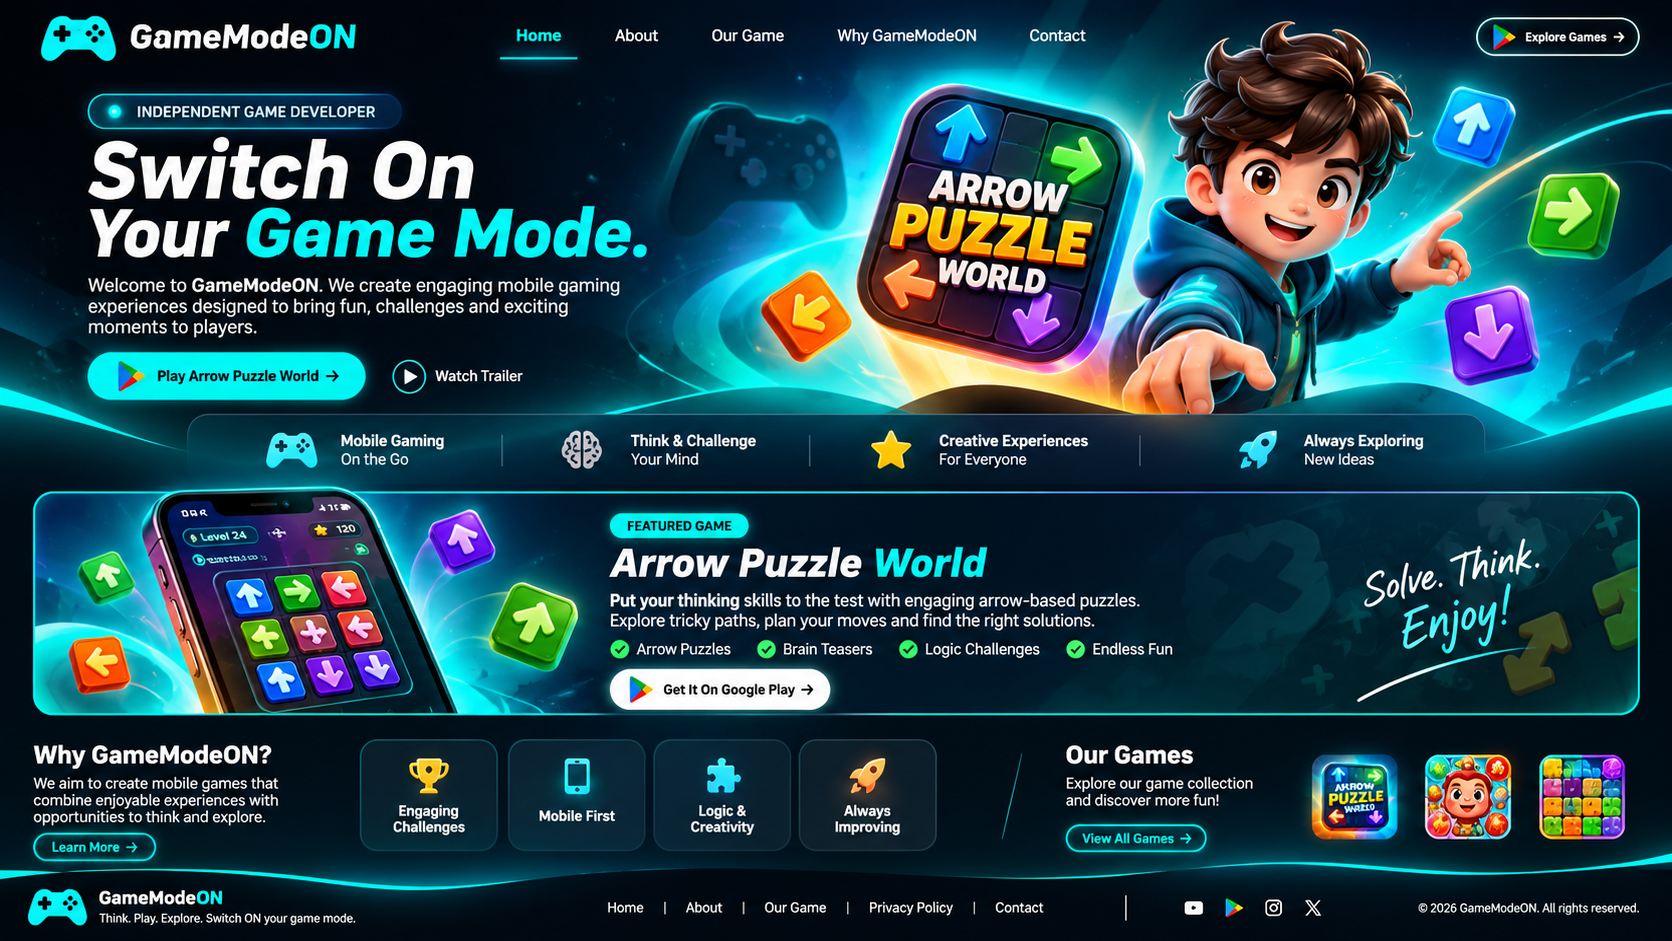 GameModeON
Home
About
Our Game
Why GameModeON
Contact
Explore Games →
INDEPENDENT GAME DEVELOPER
Switch On
Your Game Mode.
Welcome to GameModeON. We create engaging mobile gaming
experiences designed to bring fun, challenges and exciting
moments to players.
Play Arrow Puzzle World →
Watch Trailer
ARROW
PUZZLE
WORLD
Mobile Gaming
On the Go
Think & Challenge
Your Mind
Creative Experiences
For Everyone
Always Exploring
New Ideas
Level 24
120
FEATURED GAME
Arrow Puzzle World
Put your thinking skills to the test with engaging arrow-based puzzles.
Explore tricky paths, plan your moves and find the right solutions.
Arrow Puzzles
Brain Teasers
Logic Challenges
Endless Fun
Get It On Google Play →
Solve. Think.
Enjoy!
Why GameModeON?
We aim to create mobile games that
combine enjoyable experiences with
opportunities to think and explore.
Learn More →
Engaging
Challenges
Mobile First
Logic &
Creativity
Always
Improving
Our Games
Explore our game collection
and discover more fun!
View All Games →
PUZZLE
GameModeON
Think. Play. Explore. Switch ON your game mode.
Home | About | Our Game | Privacy Policy | Contact
© 2026 GameModeON. All rights reserved.